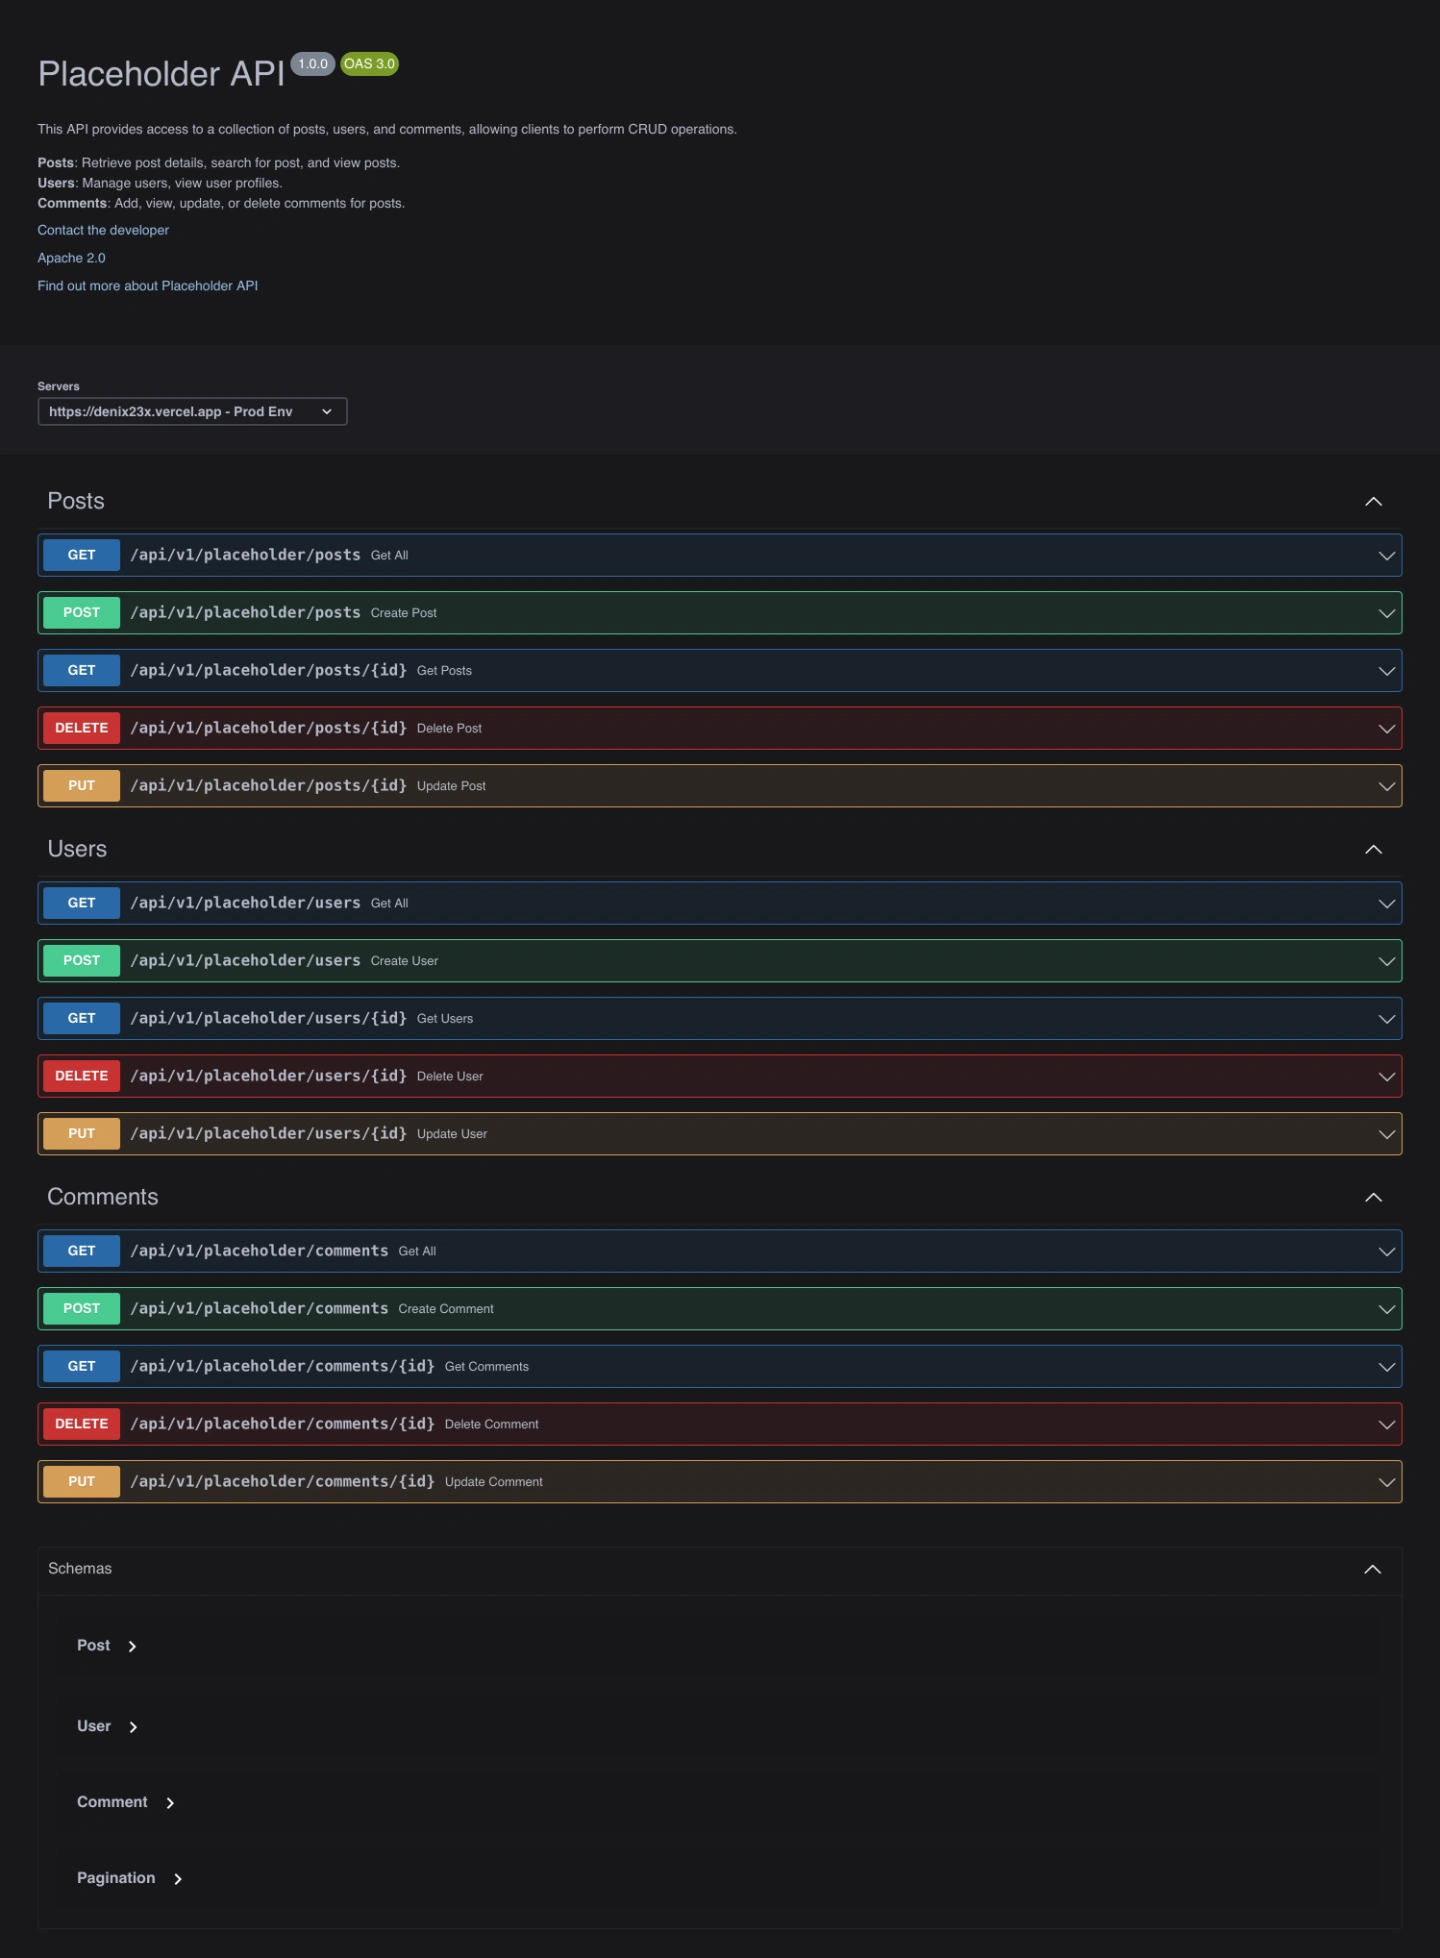 Placeholder API 1.0.0 OAS 3.0
This API provides access to a collection of posts, users, and comments, allowing clients to perform CRUD operations.
Posts: Retrieve post details, search for post, and view posts.
Users: Manage users, view user profiles.
Comments: Add, view, update, or delete comments for posts.
Contact the developer
Apache 2.0
Find out more about Placeholder API
Servers
https://denix23x.vercel.app - Prod Env
Posts
GET /api/v1/placeholder/posts Get All
POST /api/v1/placeholder/posts Create Post
GET /api/v1/placeholder/posts/{id} Get Posts
DELETE /api/v1/placeholder/posts/{id} Delete Post
PUT /api/v1/placeholder/posts/{id} Update Post
Users
GET /api/v1/placeholder/users Get All
POST /api/v1/placeholder/users Create User
GET /api/v1/placeholder/users/{id} Get Users
DELETE /api/v1/placeholder/users/{id} Delete User
PUT /api/v1/placeholder/users/{id} Update User
Comments
GET /api/v1/placeholder/comments Get All
POST /api/v1/placeholder/comments Create Comment
GET /api/v1/placeholder/comments/{id} Get Comments
DELETE /api/v1/placeholder/comments/{id} Delete Comment
PUT /api/v1/placeholder/comments/{id} Update Comment
Schemas
Post
User
Comment
Pagination